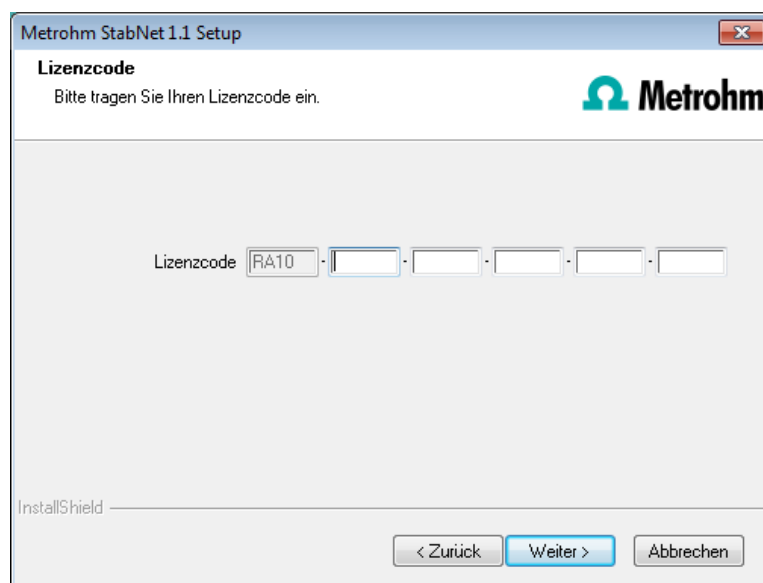 Metrohm StabNet 1.1 Setup
Lizenzcode
Bitte tragen Sie Ihren Lizenzcode ein.
Metrohm
Lizenzcode RA10 - - - - -
InstallShield
< Zurück Weiter > Abbrechen